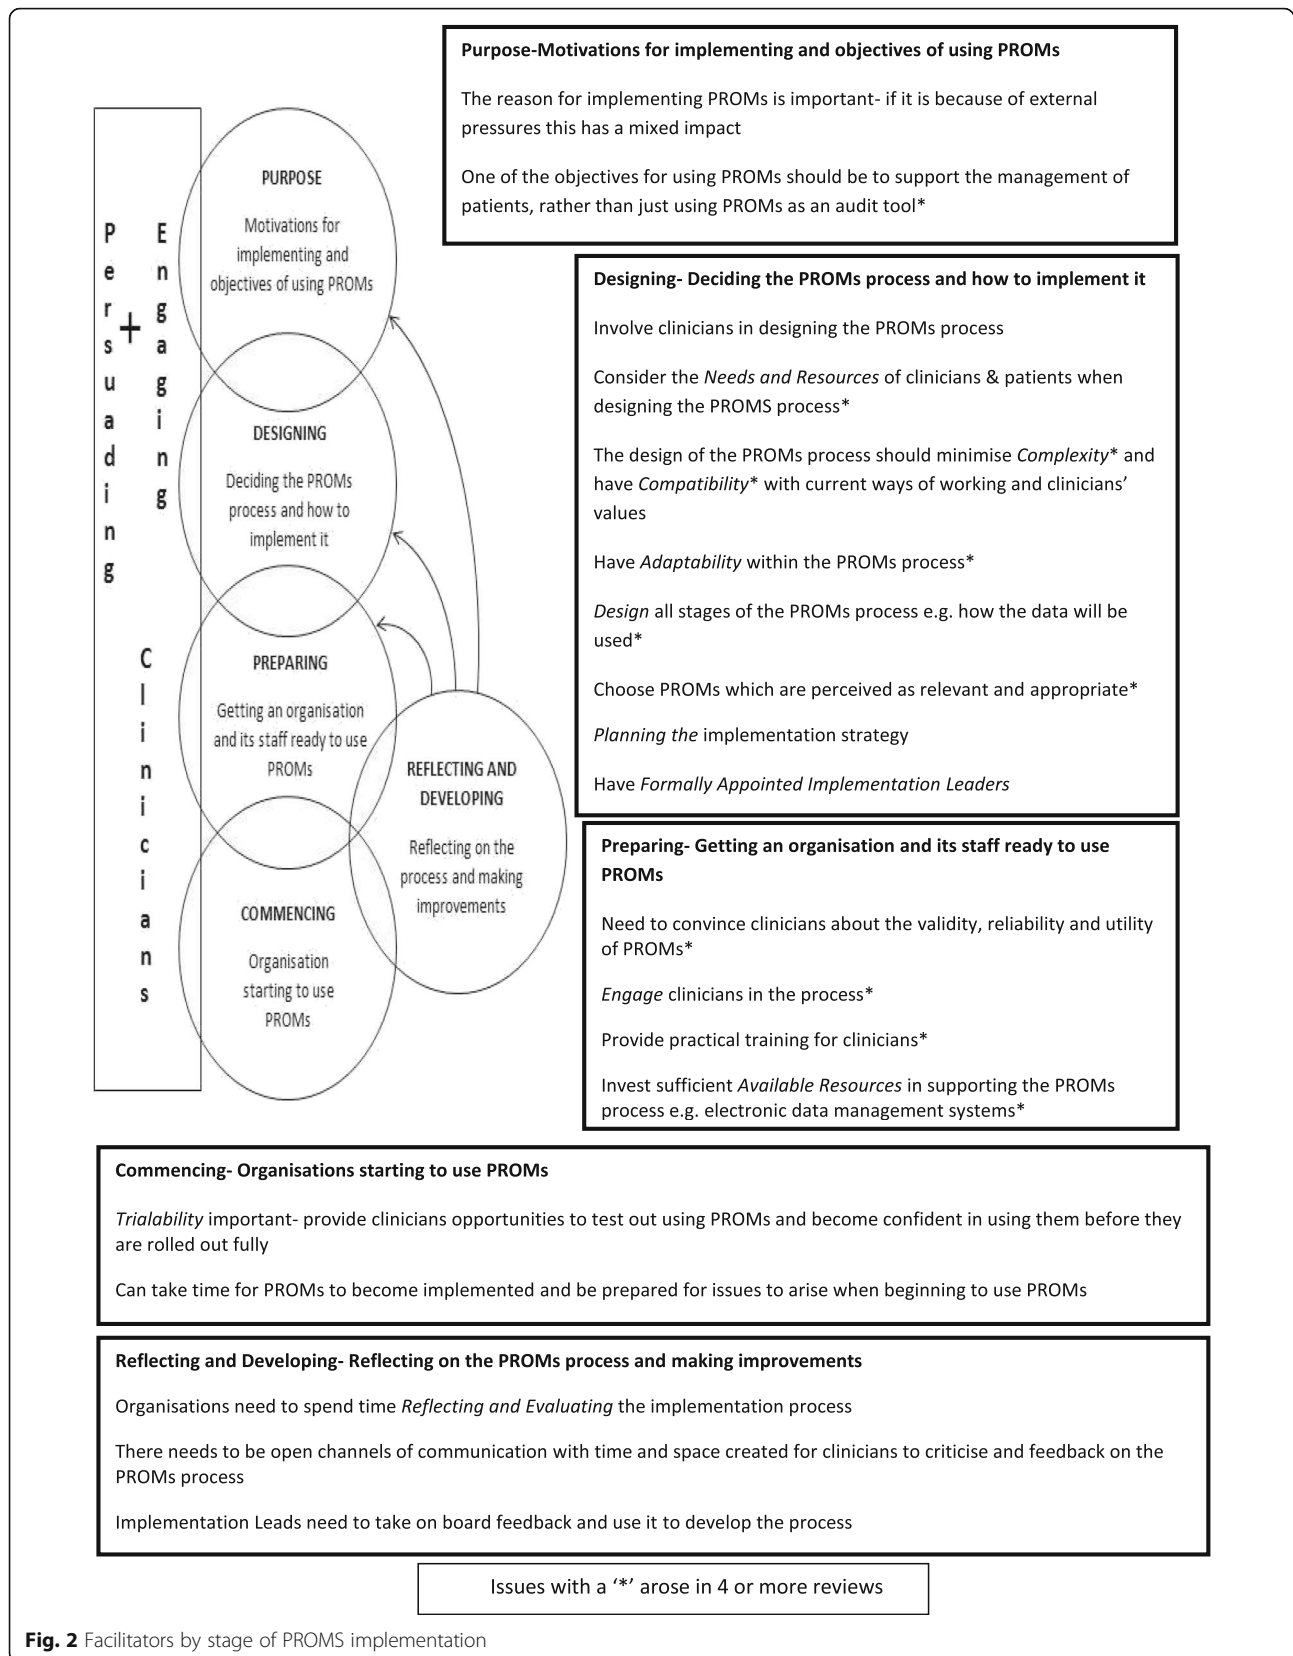 Purpose-Motivations for implementing and objectives of using PROMs
The reason for implementing PROMs is important- if it is because of external
pressures this has a mixed impact
One of the objectives for using PROMs should be to support the management of
patients, rather than just using PROMs as an audit tool*
Persuading
+
Engaging
Clinicians
PURPOSE
Motivations for
implementing and
objectives of using PROMs
DESIGNING
Deciding the PROMs
process and how to
implement it
PREPARING
Getting an organisation
and its staff ready to use
PROMs
REFLECTING AND
DEVELOPING
Reflecting on the
process and making
improvements
COMMENCING
Organisation
starting to use
PROMs
Designing- Deciding the PROMs process and how to implement it
Involve clinicians in designing the PROMs process
Consider the Needs and Resources of clinicians & patients when
designing the PROMS process*
The design of the PROMs process should minimise Complexity* and
have Compatibility* with current ways of working and clinicians’
values
Have Adaptability within the PROMs process*
Design all stages of the PROMs process e.g. how the data will be
used*
Choose PROMs which are perceived as relevant and appropriate*
Planning the implementation strategy
Have Formally Appointed Implementation Leaders
Preparing- Getting an organisation and its staff ready to use
PROMs
Need to convince clinicians about the validity, reliability and utility
of PROMs*
Engage clinicians in the process*
Provide practical training for clinicians*
Invest sufficient Available Resources in supporting the PROMs
process e.g. electronic data management systems*
Commencing- Organisations starting to use PROMs
Trialability important- provide clinicians opportunities to test out using PROMs and become confident in using them before they
are rolled out fully
Can take time for PROMs to become implemented and be prepared for issues to arise when beginning to use PROMs
Reflecting and Developing- Reflecting on the PROMs process and making improvements
Organisations need to spend time Reflecting and Evaluating the implementation process
There needs to be open channels of communication with time and space created for clinicians to criticise and feedback on the
PROMs process
Implementation Leads need to take on board feedback and use it to develop the process
Issues with a ‘*’ arose in 4 or more reviews
Fig. 2 Facilitators by stage of PROMS implementation